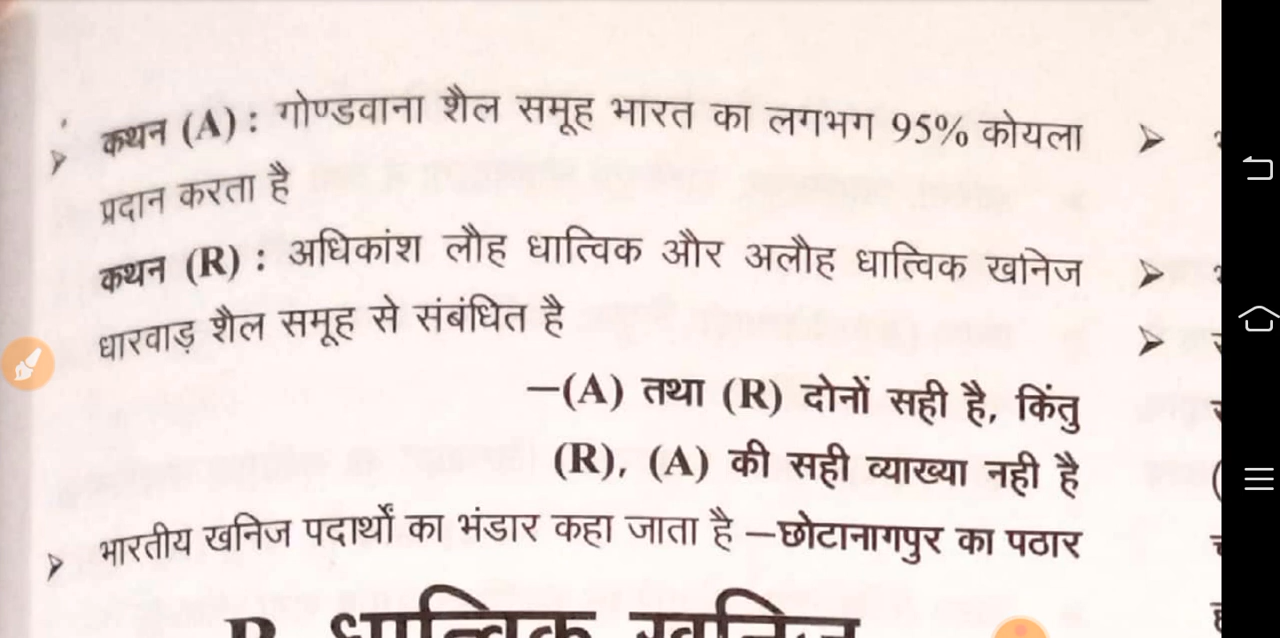 ➤ कथन (A) : गोण्डवाना शैल समूह भारत का लगभग 95% कोयला
प्रदान करता है
कथन (R) : अधिकांश लौह धात्विक और अलौह धात्विक खनिज
धारवाड़ शैल समूह से संबंधित है
–(A) तथा (R) दोनों सही है, किंतु
(R), (A) की सही व्याख्या नही है
➤ भारतीय खनिज पदार्थों का भंडार कहा जाता है –छोटानागपुर का पठार
B. धात्विक खनिज